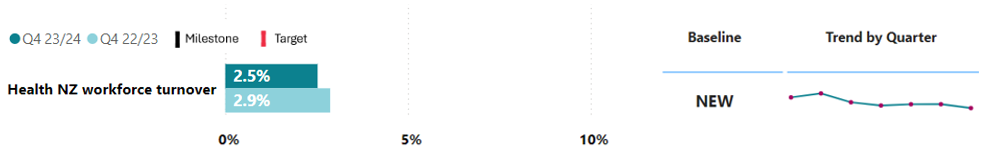 Q4 23/24 Q4 22/23 Milestone Target Baseline Trend by Quarter
Health NZ workforce turnover 2.5% NEW
2.9%
0% 5% 10%